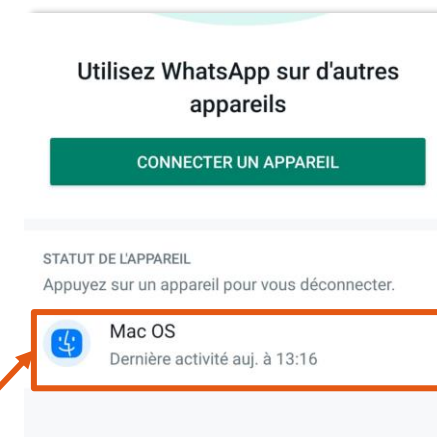 Utilisez WhatsApp sur d'autres
appareils
CONNECTER UN APPAREIL
STATUT DE L'APPAREIL
Appuyez sur un appareil pour vous déconnecter.
Mac OS
Dernière activité auj. à 13:16